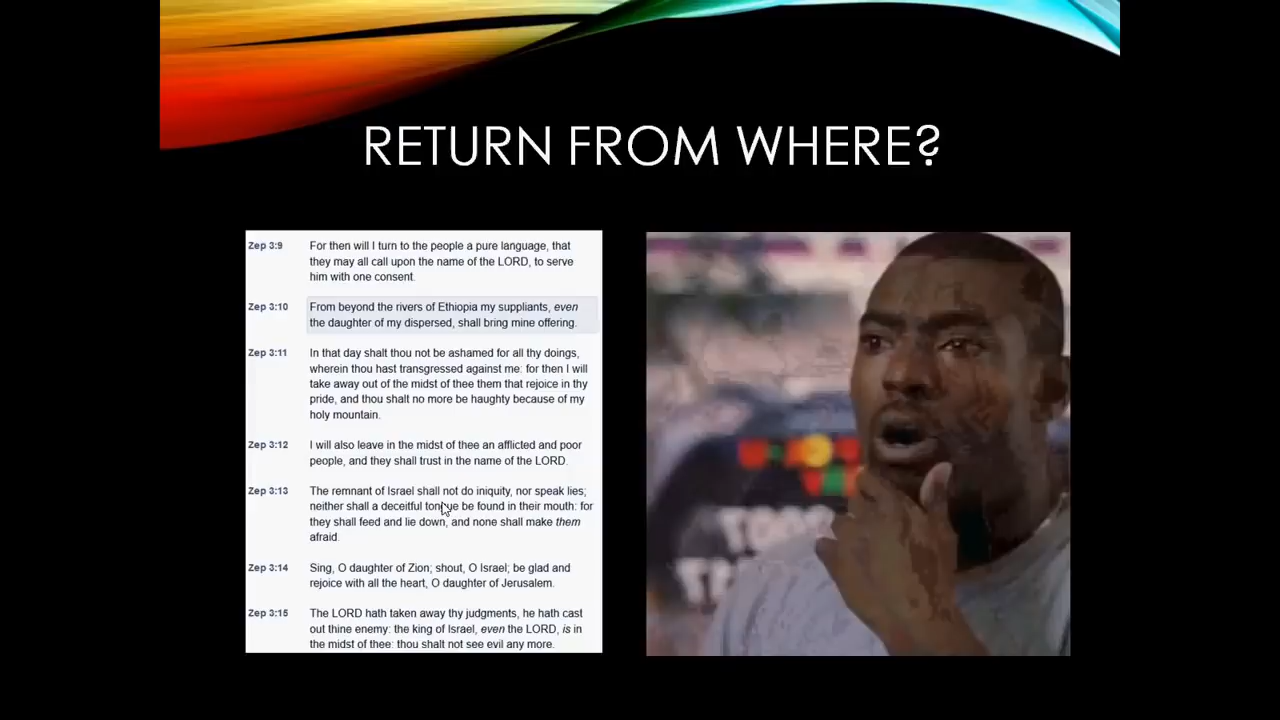 RETURN FROM WHERE?
Zep 3:9 For then will I turn to the people a pure language, that
they may all call upon the name of the LORD, to serve
him with one consent.
Zep 3:10 From beyond the rivers of Ethiopia my suppliants, even
the daughter of my dispersed, shall bring mine offering.
Zep 3:11 In that day shalt thou not be ashamed for all thy doings,
wherein thou hast transgressed against me: for then I will
take away out of the midst of thee them that rejoice in thy
pride, and thou shalt no more be haughty because of my
holy mountain.
Zep 3:12 I will also leave in the midst of thee an afflicted and poor
people, and they shall trust in the name of the LORD.
Zep 3:13 The remnant of Israel shall not do iniquity, nor speak lies;
neither shall a deceitful tongue be found in their mouth: for
they shall feed and lie down, and none shall make them
afraid.
Zep 3:14 Sing, O daughter of Zion; shout, O Israel; be glad and
rejoice with all the heart, O daughter of Jerusalem.
Zep 3:15 The LORD hath taken away thy judgments, he hath cast
out thine enemy: the king of Israel, even the LORD, is in
the midst of thee: thou shalt not see evil any more.